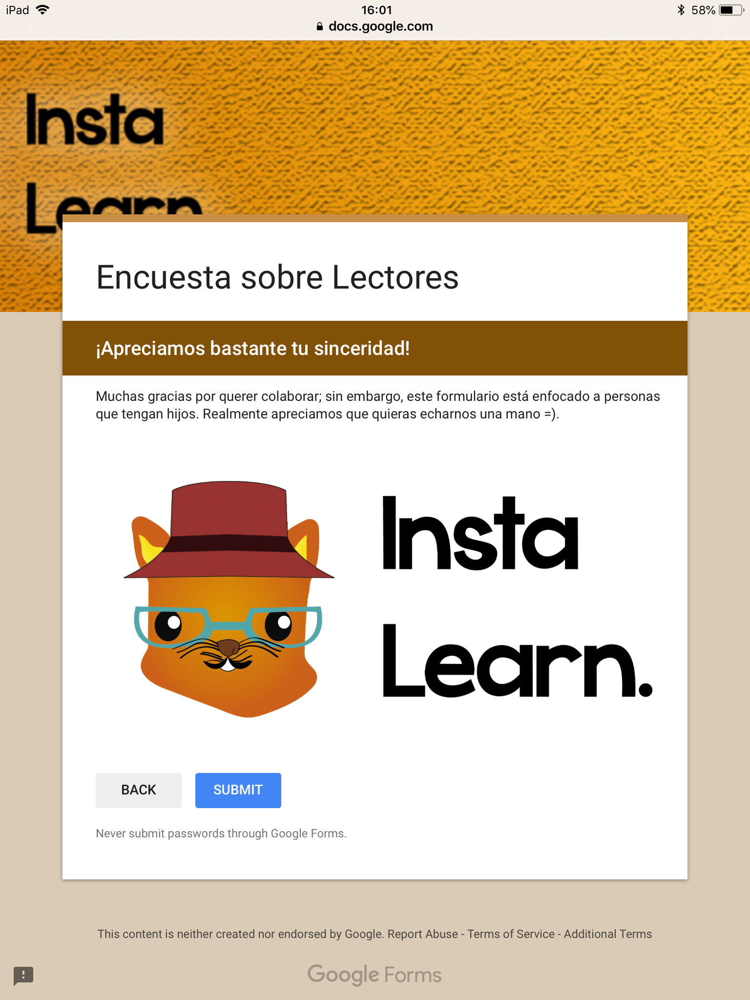 iPad 16:01 58%
docs.google.com
Insta
Learn
Encuesta sobre Lectores
¡Apreciamos bastante tu sinceridad!
Muchas gracias por querer colaborar; sin embargo, este formulario está enfocado a personas
que tengan hijos. Realmente apreciamos que quieras echarnos una mano =).
Insta
Learn.
BACK SUBMIT
Never submit passwords through Google Forms.
This content is neither created nor endorsed by Google. Report Abuse - Terms of Service - Additional Terms
Google Forms